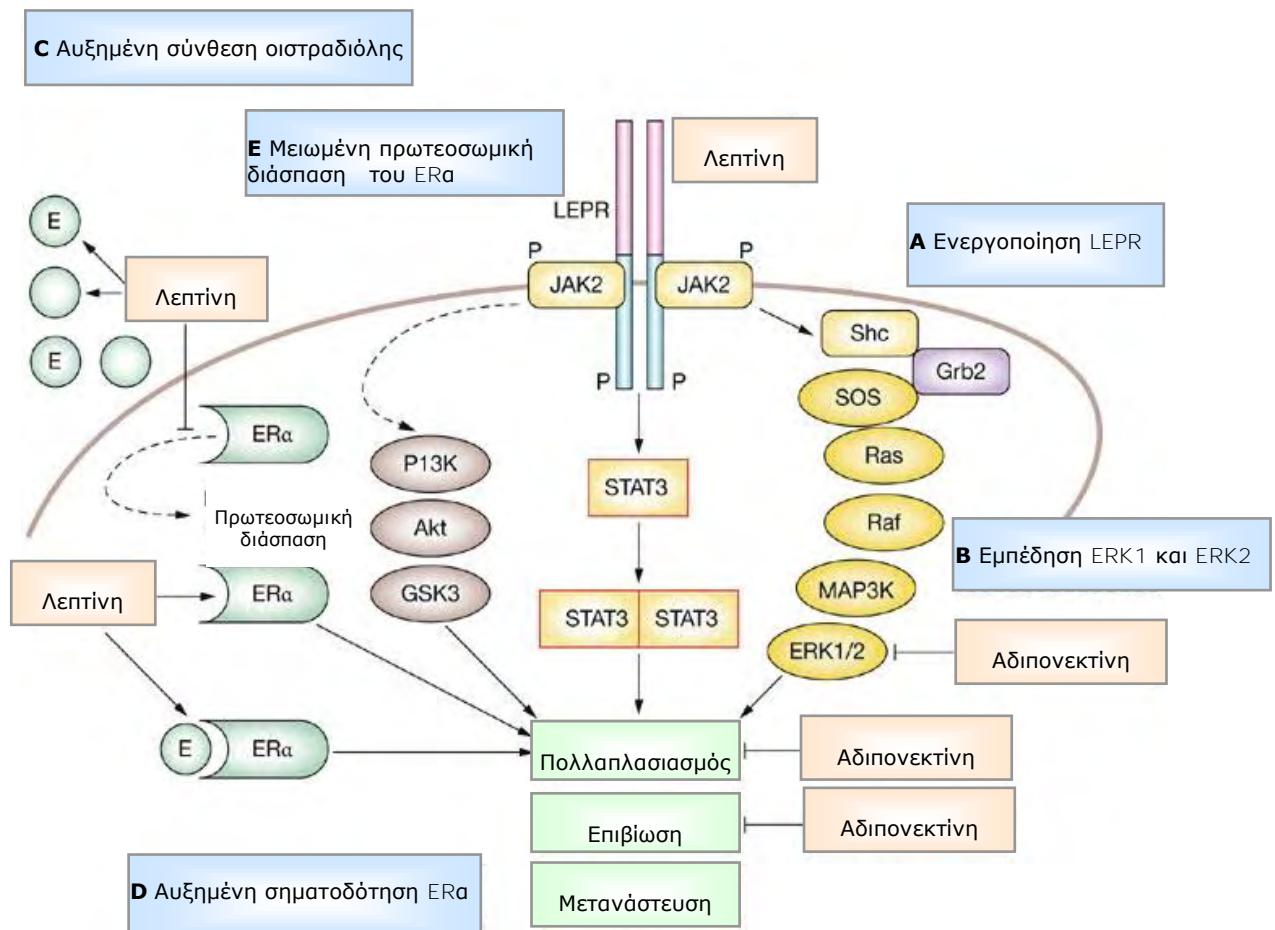 C Αυξημένη σύνθεση οιστραδιόλης
E Μειωμένη πρωτεοσωμική
διάσπαση του ERα
Λεπτίνη
LEPR
A Ενεργοποίηση LEPR
E
P
P
Λεπτίνη
JAK2
JAK2
Shc
E
Grb2
P
P
SOS
ERα
Ras
P13K
STAT3
Raf
Πρωτεοσωμική
διάσπαση
Akt
B Εμπέδηση ERK1 και ERK2
Λεπτίνη
ERα
GSK3
MAP3K
STAT3
STAT3
ERK1/2
Αδιπονεκτίνη
E
ERα
Πολλαπλασιασμός
Αδιπονεκτίνη
Επιβίωση
Αδιπονεκτίνη
D Αυξημένη σηματοδότηση ERα
Μετανάστευση